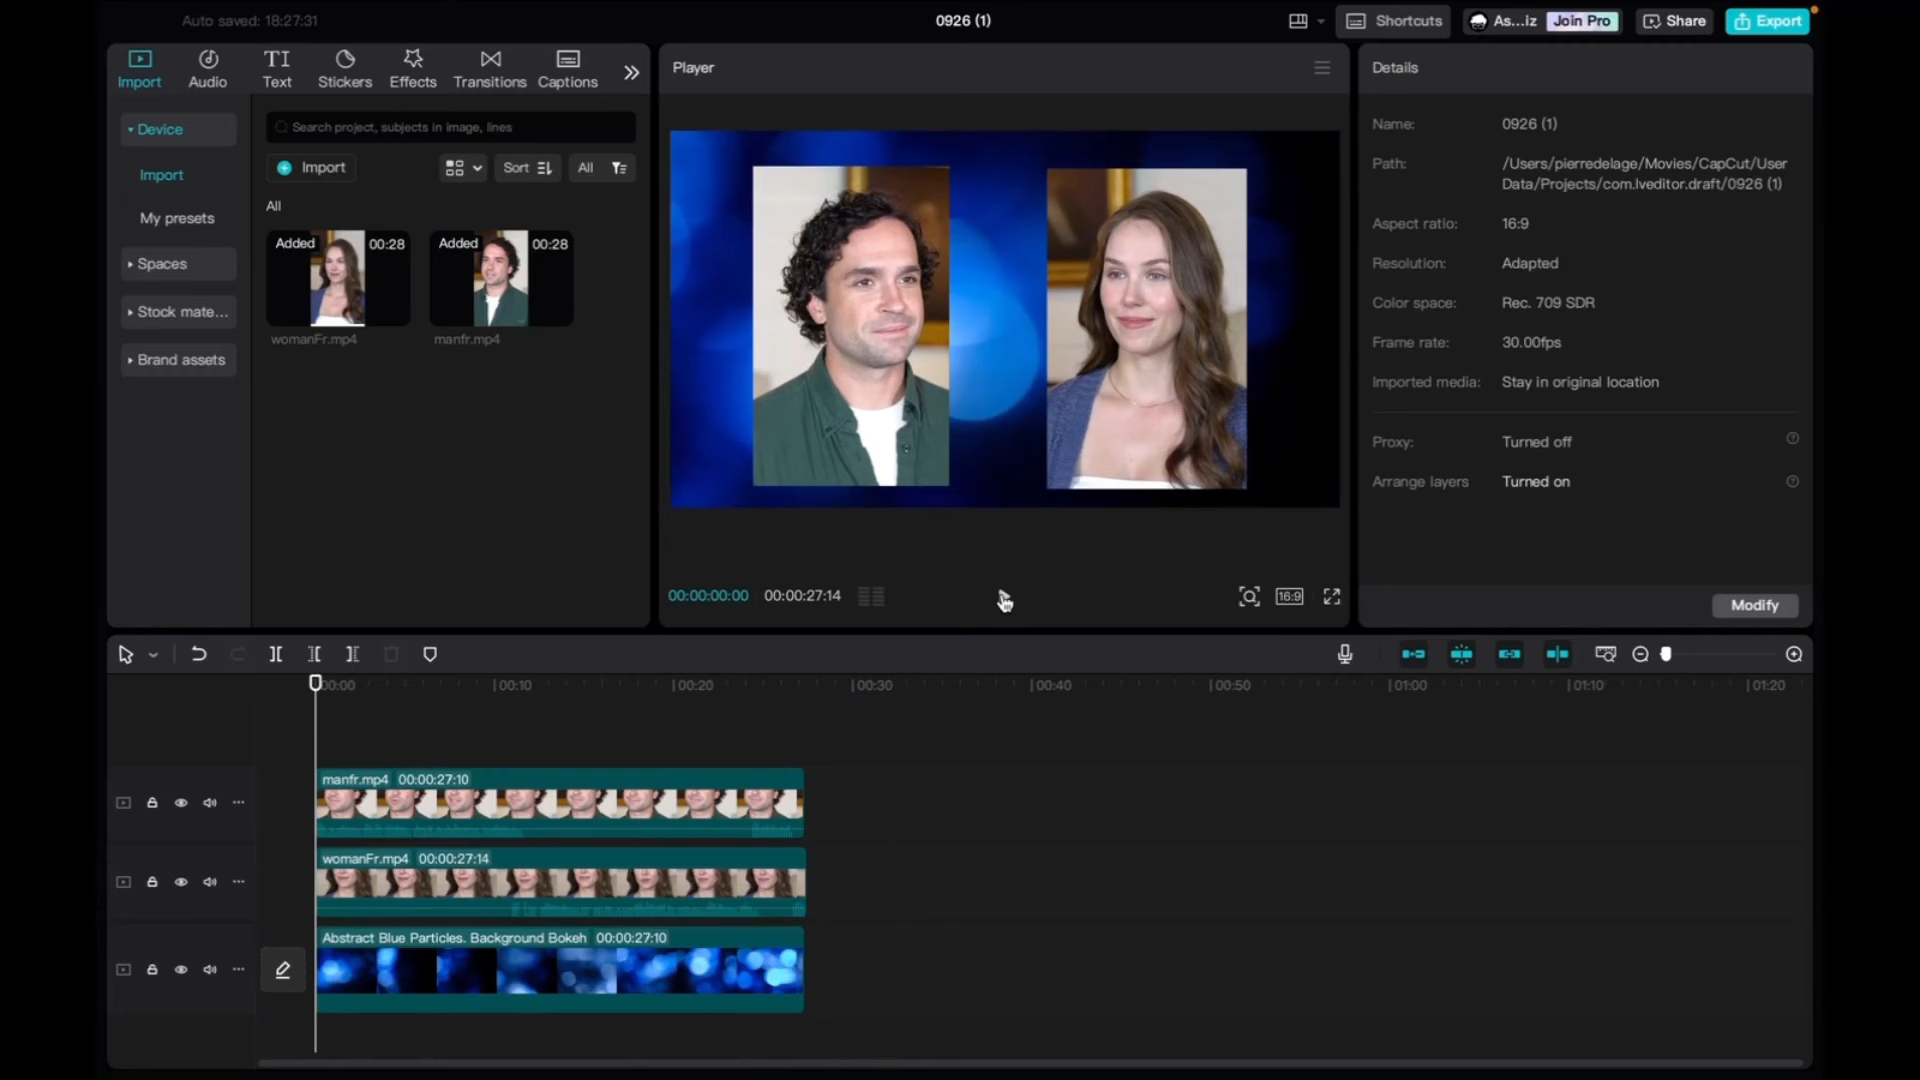 Auto saved: 18:27:31
0926 (1)
Shortcuts
As...iz
Join Pro
Share
Export
Import
Audio
Text
Stickers
Effects
Transitions
Captions
Device
Import
My presets
Spaces
Stock mate...
Brand assets
Search project, subjects in image, lines
Import
Sort
All
All
Added
00:28
Added
00:28
womanFr.mp4
manfr.mp4
Player
00:00:00:00
00:00:27:14
16:9
Details
Name:
0926 (1)
Path:
/Users/pierredelage/Movies/CapCut/User
Data/Projects/com.lveditor.draft/0926 (1)
Aspect ratio:
16:9
Resolution:
Adapted
Color space:
Rec. 709 SDR
Frame rate:
30.00fps
Imported media:
Stay in original location
Proxy:
Turned off
Arrange layers
Turned on
Modify
00:00
00:10
00:20
00:30
00:40
00:50
01:00
01:10
01:20
manfr.mp4 00:00:27:10
womanFr.mp4 00:00:27:14
Abstract Blue Particles. Background Bokeh 00:00:27:10